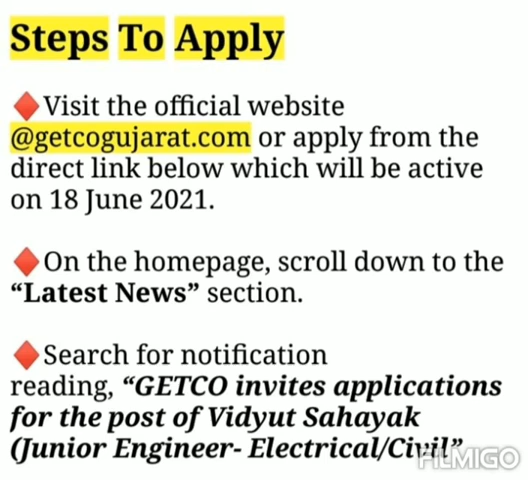 Steps To Apply
♦Visit the official website
@getcogujarat.com or apply from the
direct link below which will be active
on 18 June 2021.
♦On the homepage, scroll down to the
“Latest News” section.
♦Search for notification
reading, “GETCO invites applications
for the post of Vidyut Sahayak
(Junior Engineer- Electrical/Civil”
FILMIGO